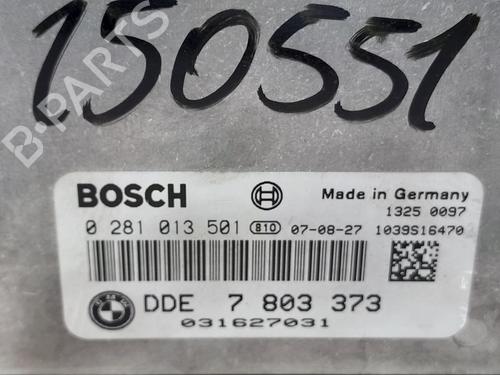 150551
B-PARTS
BOSCH
Made in Germany
1325 0097
0 281 013 501 810 07-08-27 1039S16470
DDE 7 803 373
031627031